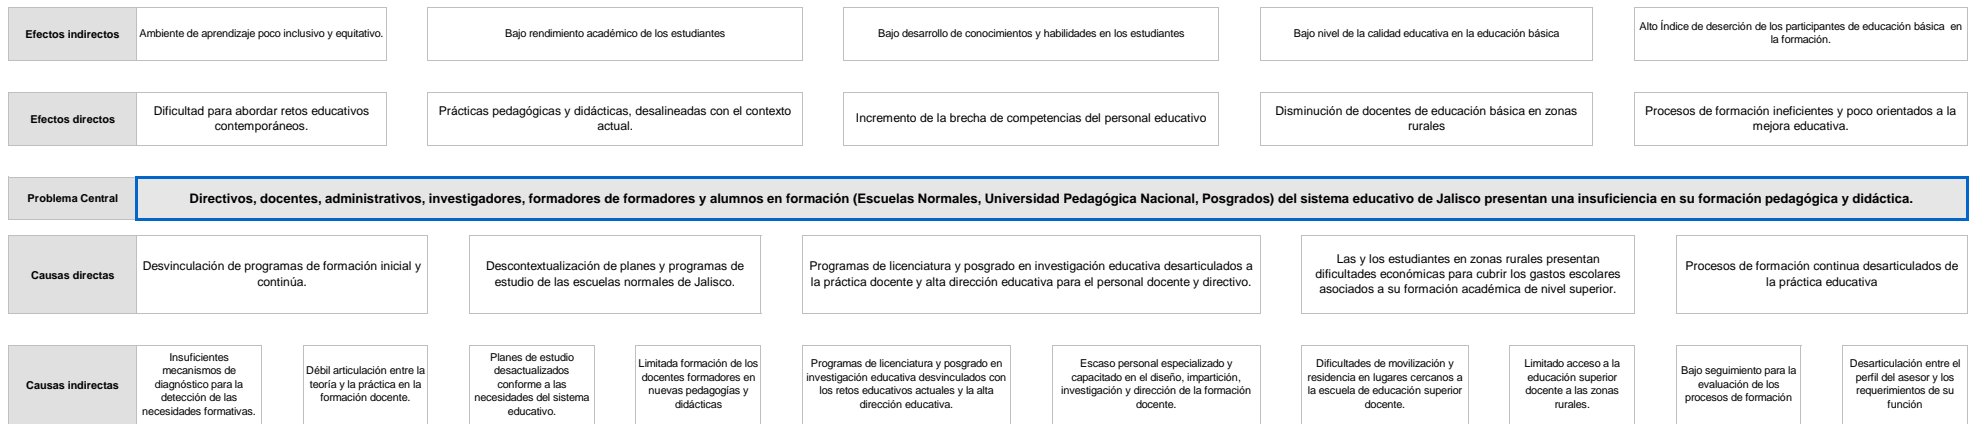 Efectos indirectos
Ambiente de aprendizaje poco inclusivo y equitativo.
Bajo rendimiento académico de los estudiantes
Bajo desarrollo de conocimientos y habilidades en los estudiantes
Bajo nivel de la calidad educativa en la educación básica
Alto Índice de deserción de los participantes de educación básica en
la formación.
Efectos directos
Dificultad para abordar retos educativos
contemporáneos.
Prácticas pedagógicas y didácticas, desalineadas con el contexto
actual.
Incremento de la brecha de competencias del personal educativo
Disminución de docentes de educación básica en zonas
rurales
Procesos de formación ineficientes y poco orientados a la
mejora educativa.
Problema Central
Directivos, docentes, administrativos, investigadores, formadores de formadores y alumnos en formación (Escuelas Normales, Universidad Pedagógica Nacional, Posgrados) del sistema educativo de Jalisco presentan una insuficiencia en su formación pedagógica y didáctica.
Causas directas
Desvinculación de programas de formación inicial y
continúa.
Descontextualización de planes y programas de
estudio de las escuelas normales de Jalisco.
Programas de licenciatura y posgrado en investigación educativa desarticulados a
la práctica docente y alta dirección educativa para el personal docente y directivo.
Las y los estudiantes en zonas rurales presentan
dificultades económicas para cubrir los gastos escolares
asociados a su formación académica de nivel superior.
Procesos de formación continua desarticulados de
la práctica educativa
Causas indirectas
Insuficientes
mecanismos de
diagnóstico para la
detección de las
necesidades formativas.
Débil articulación entre la
teoría y la práctica en la
formación docente.
Planes de estudio
desactualizados
conforme a las
necesidades del sistema
educativo.
Limitada formación de los
docentes formadores en
nuevas pedagogías y
didácticas
Programas de licenciatura y posgrado en
investigación educativa desvinculados con
los retos educativos actuales y la alta
dirección educativa.
Escaso personal especializado y
capacitado en el diseño, impartición,
investigación y dirección de la formación
docente.
Dificultades de movilización y
residencia en lugares cercanos a
la escuela de educación superior
docente.
Limitado acceso a la
educación superior
docente a las zonas
rurales.
Bajo seguimiento para la
evaluación de los
procesos de formación
Desarticulación entre el
perfil del asesor y los
requerimientos de su
función